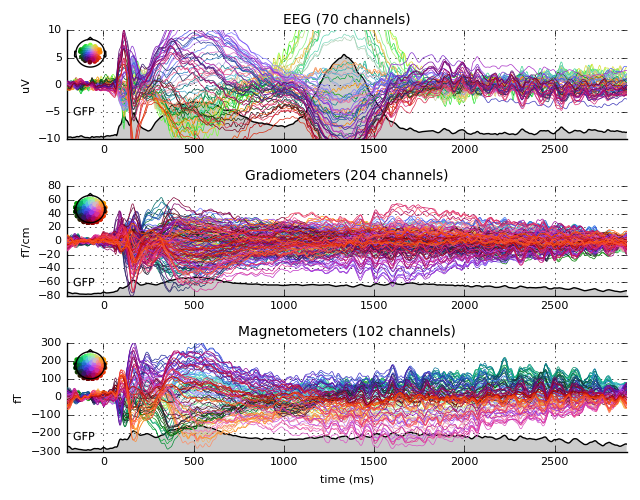 EEG (70 channels)
10
5
0
−5
−10
uV
GFP
0 500 1000 1500 2000 2500
Gradiometers (204 channels)
80
60
40
20
0
−20
−40
−60
−80
fT/cm
GFP
0 500 1000 1500 2000 2500
Magnetometers (102 channels)
300
200
100
0
−100
−200
−300
fT
GFP
0 500 1000 1500 2000 2500
time (ms)